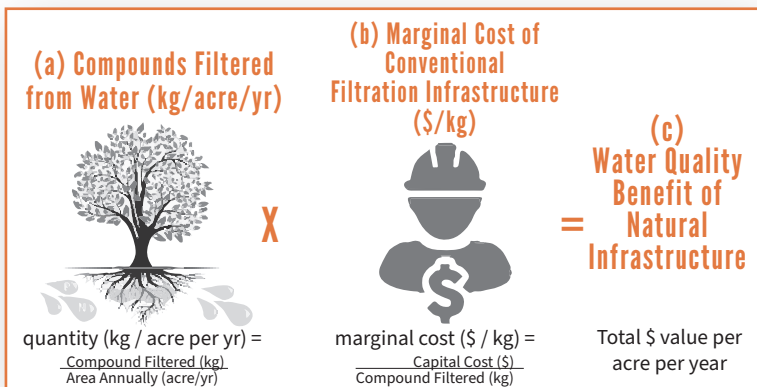 (a) Compounds Filtered
from Water (kg/acre/yr)
X
(b) Marginal Cost of
Conventional
Filtration Infrastructure
($/kg)
$
=
(c)
Water Quality
Benefit of
Natural
Infrastructure
P
N
quantity (kg / acre per yr) =
Compound Filtered (kg)
Area Annually (acre/yr)
marginal cost ($ / kg) =
Capital Cost ($)
Compound Filtered (kg)
Total $ value per
acre per year